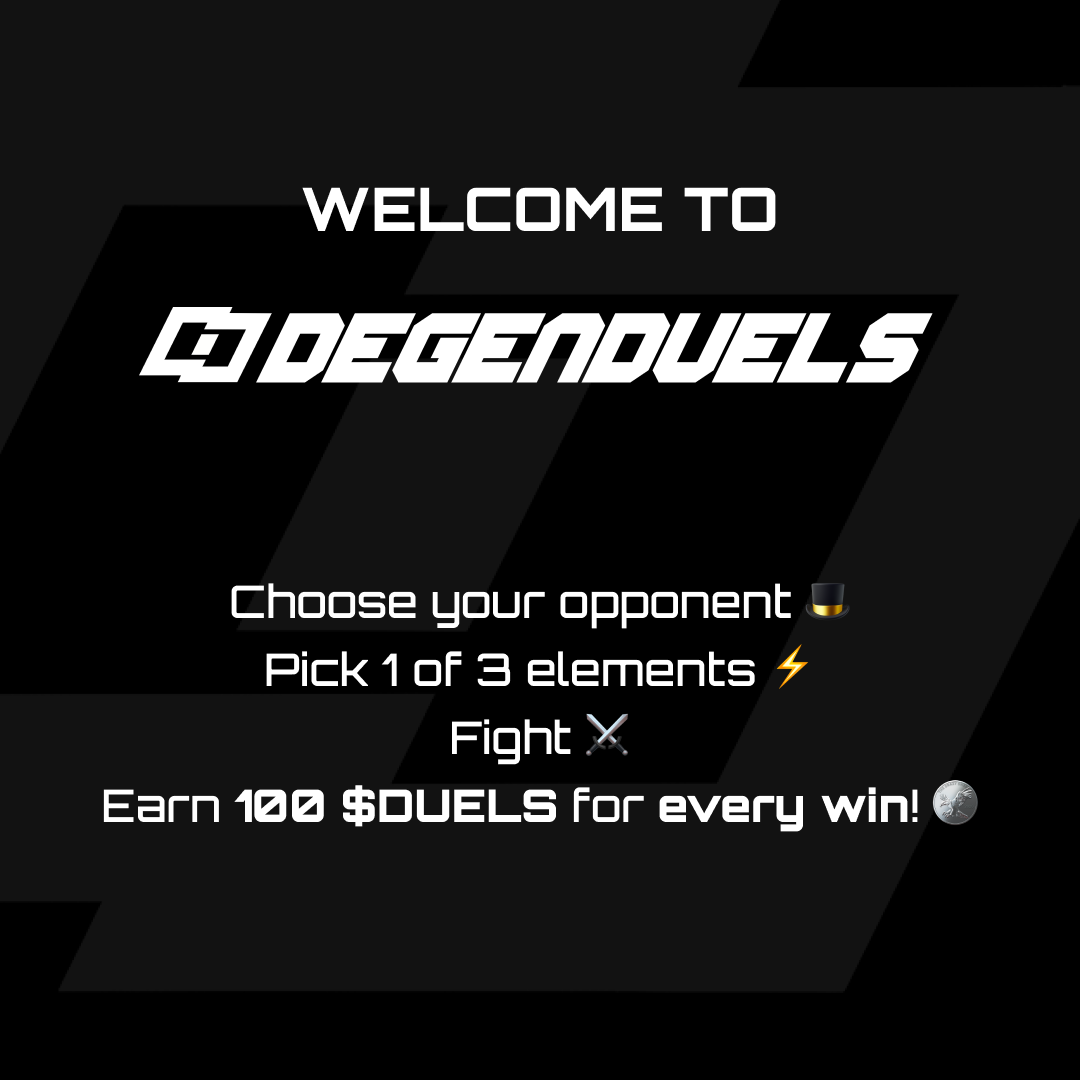 WELCOME TO
DEGENDUELS
Choose your opponent 🎩
Pick 1 of 3 elements ⚡
Fight ⚔️
Earn 100 $DUELS for every win! 🪙